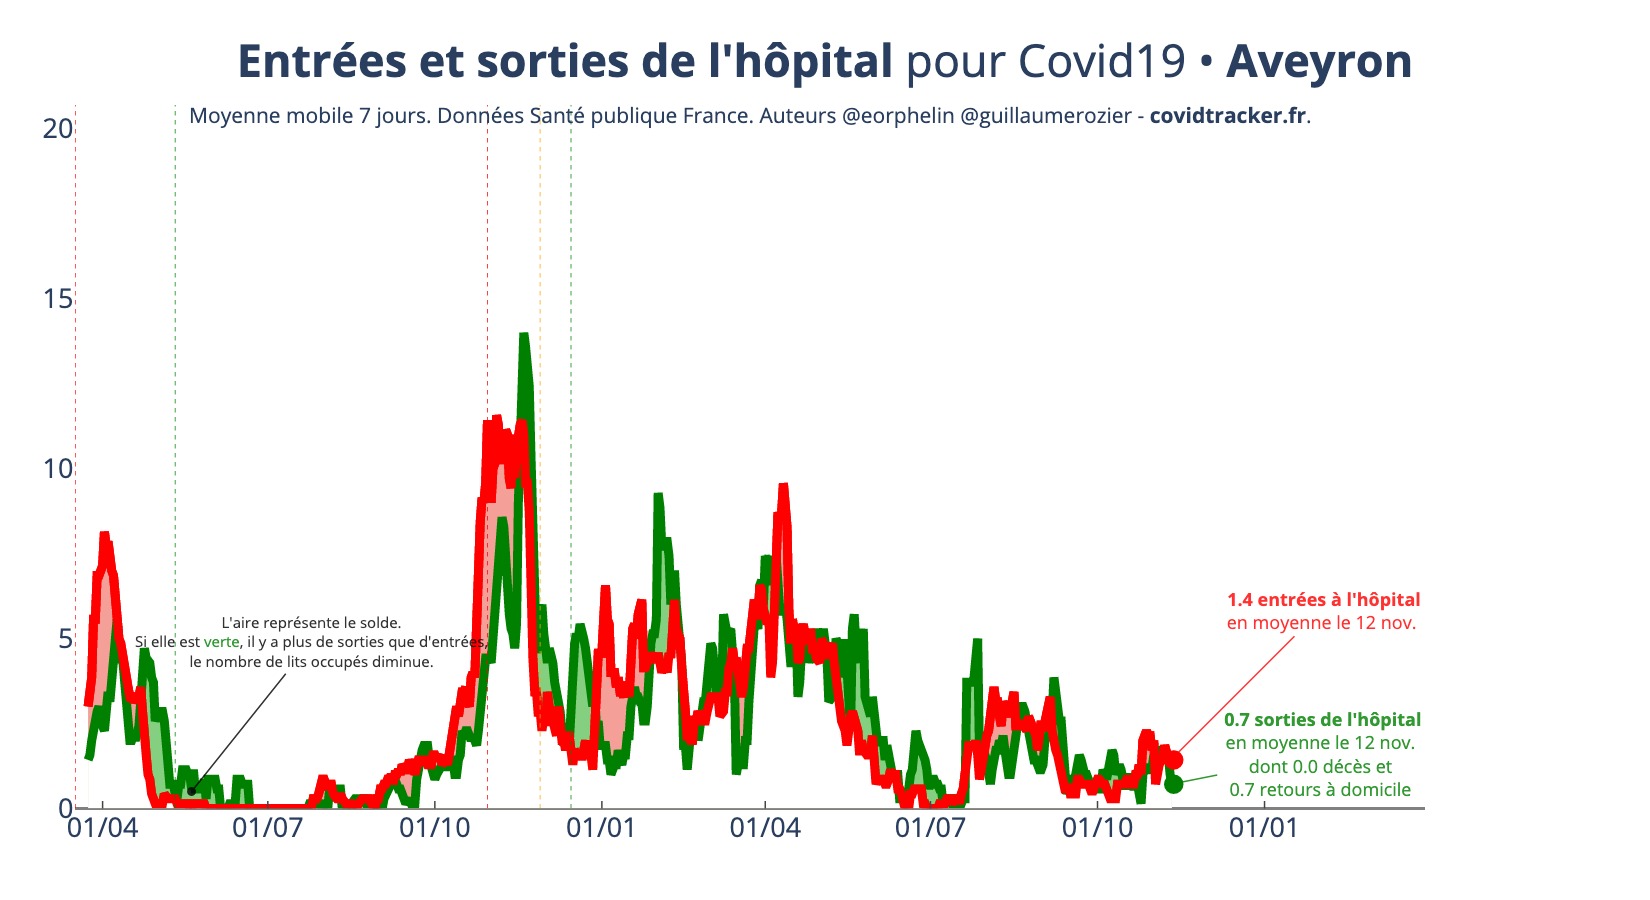 Entrées et sorties de l'hôpital pour Covid19 • Aveyron
Moyenne mobile 7 jours. Données Santé publique France. Auteurs @eorphelin @guillaumerozier - covidtracker.fr.
20
15
10
5
0
L'aire représente le solde.
Si elle est verte, il y a plus de sorties que d'entrées,
le nombre de lits occupés diminue.
1.4 entrées à l'hôpital
en moyenne le 12 nov.
0.7 sorties de l'hôpital
en moyenne le 12 nov.
dont 0.0 décès et
0.7 retours à domicile
01/04 01/07 01/10 01/01 01/04 01/07 01/10 01/01